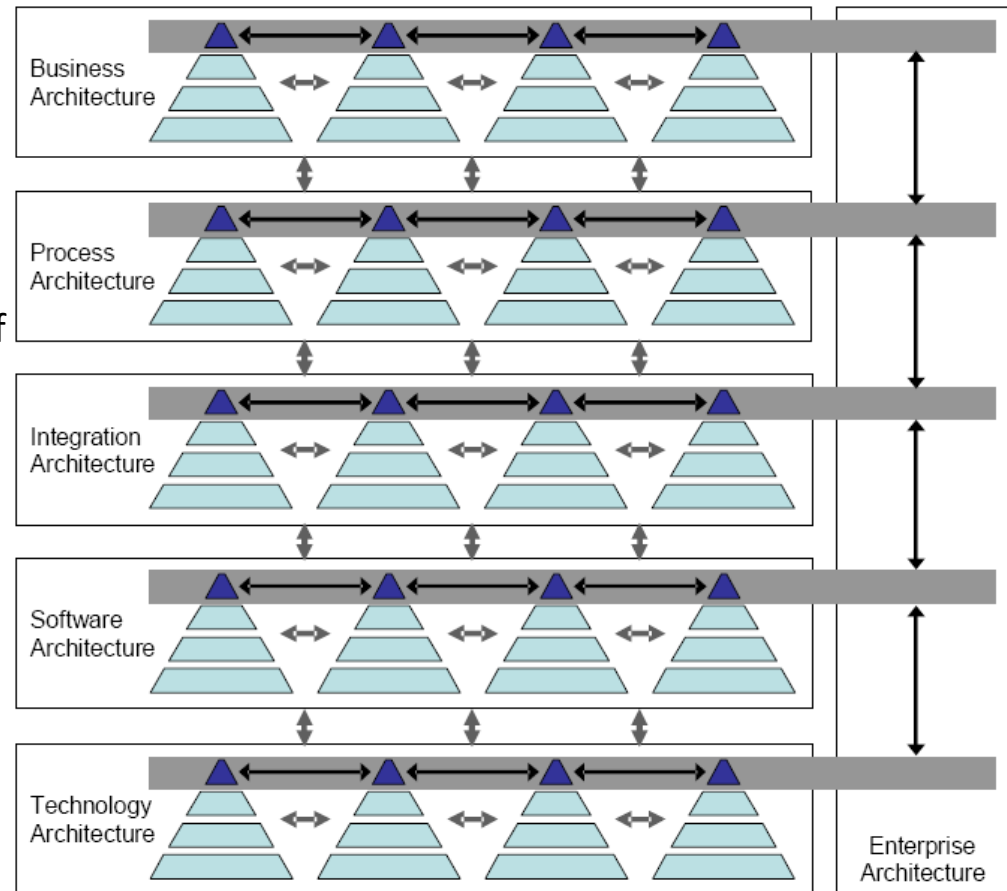 Business
Architecture
Process
Architecture
f
Integration
Architecture
Software
Architecture
Technology
Architecture
Enterprise
Architecture